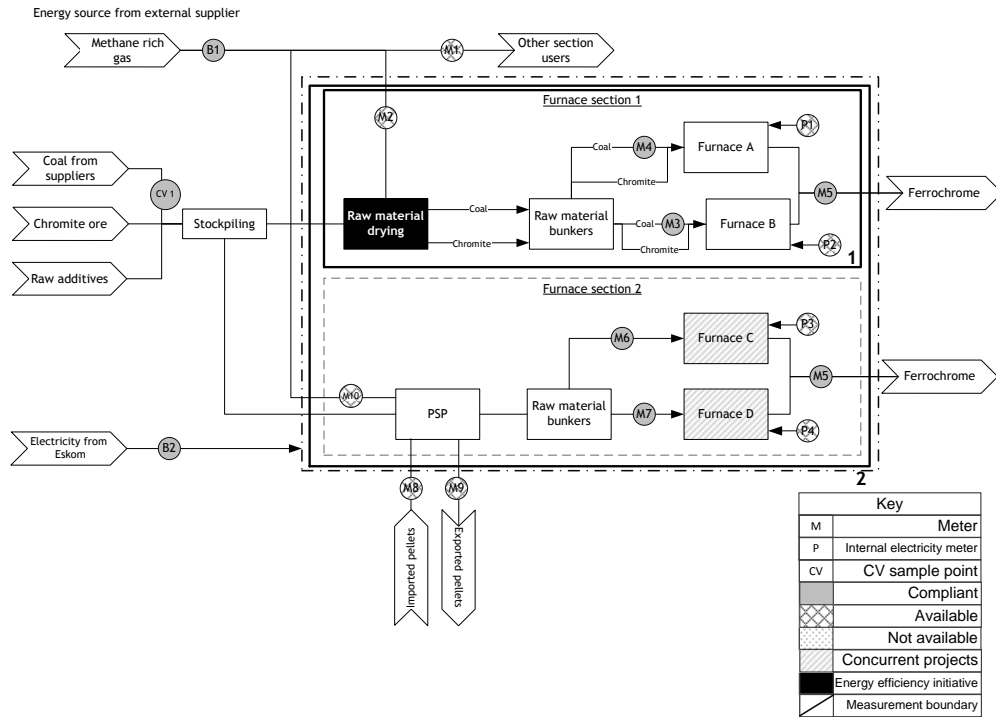 Energy source from external supplier
Methane rich
gas
B1
M1
Other section
users
Furnace section 1
M2
P1
Coal
M4
Furnace A
Chromite
Coal from
suppliers
CV 1
M5
Ferrochrome
Chromite ore
Stockpiling
Raw material
drying
Coal
Chromite
Raw material
bunkers
Coal
M3
Chromite
Furnace B
P2
1
Raw additives
Furnace section 2
P3
M6
Furnace C
M5
Ferrochrome
M10
PSP
Raw material
bunkers
M7
Furnace D
P4
Electricity from
Eskom
B2
2
M8
M9
Imported pellets
Exported pellets
Key
M Meter
P Internal electricity meter
CV CV sample point
Compliant
Available
Not available
Concurrent projects
Energy efficiency initiative
Measurement boundary